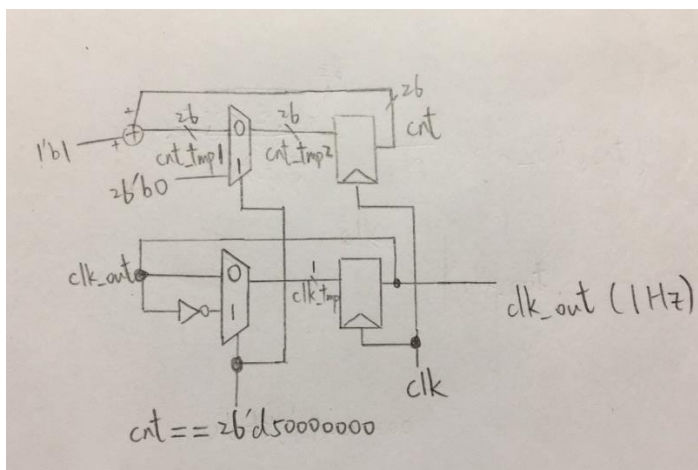 26
26
26
cnt
+
+
+
1'b1
0
cnt_tmp1
cnt_tmp2
1
26'b0
clk_out
0
1
clk_tmp
1
clk_out (1Hz)
clk
cnt == 26'd50000000